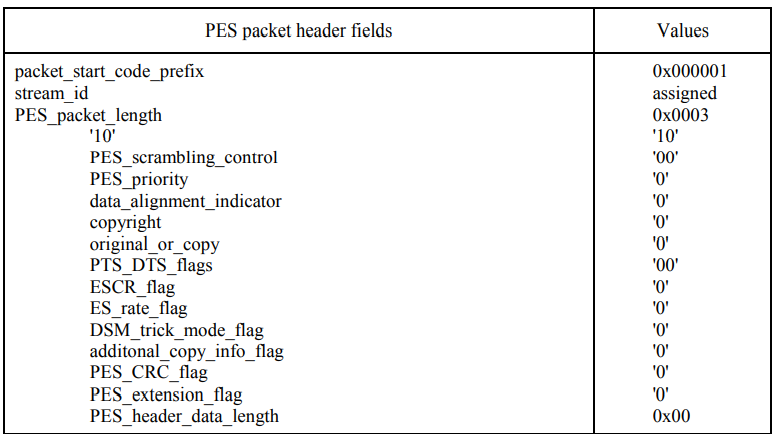 PES packet header fields Values
packet_start_code_prefix 0x000001
stream_id assigned
PES_packet_length 0x0003
'10' '10'
PES_scrambling_control '00'
PES_priority '0'
data_alignment_indicator '0'
copyright '0'
original_or_copy '0'
PTS_DTS_flags '00'
ESCR_flag '0'
ES_rate_flag '0'
DSM_trick_mode_flag '0'
additonal_copy_info_flag '0'
PES_CRC_flag '0'
PES_extension_flag '0'
PES_header_data_length 0x00